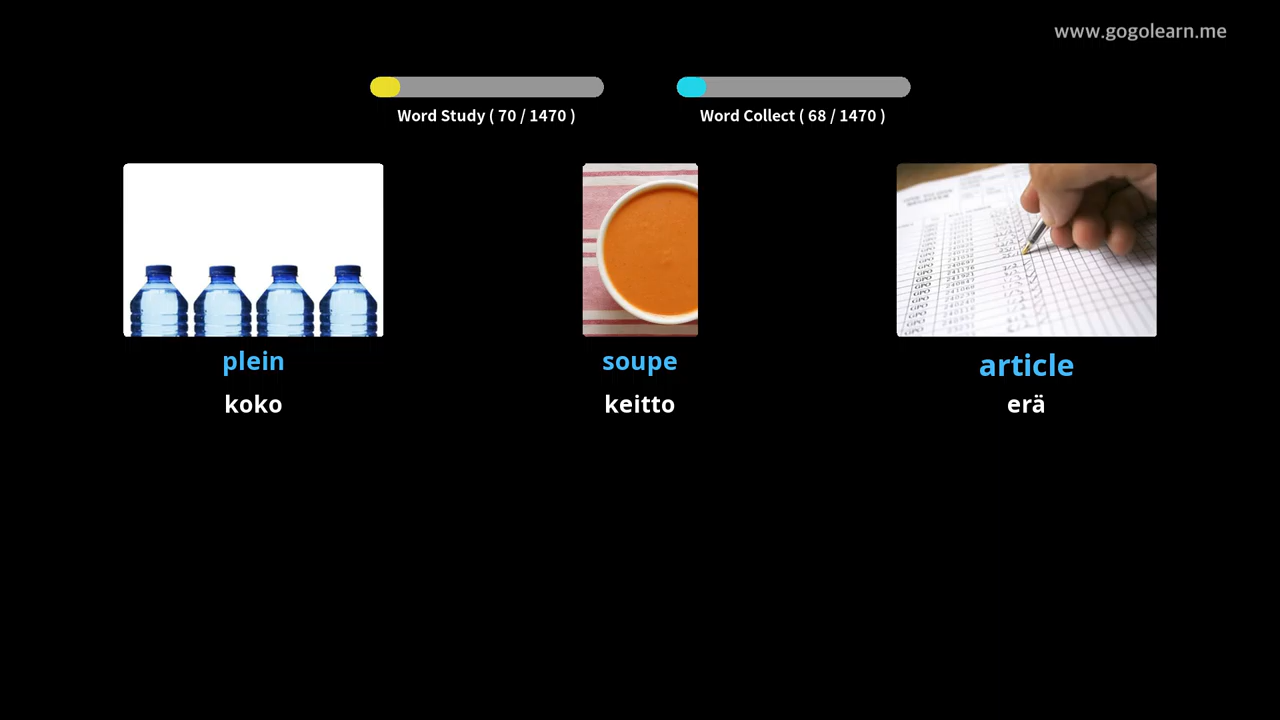 www.gogolearn.me
Word Study ( 70 / 1470 )
Word Collect ( 68 / 1470 )
plein
soupe
article
koko
keitto
erä